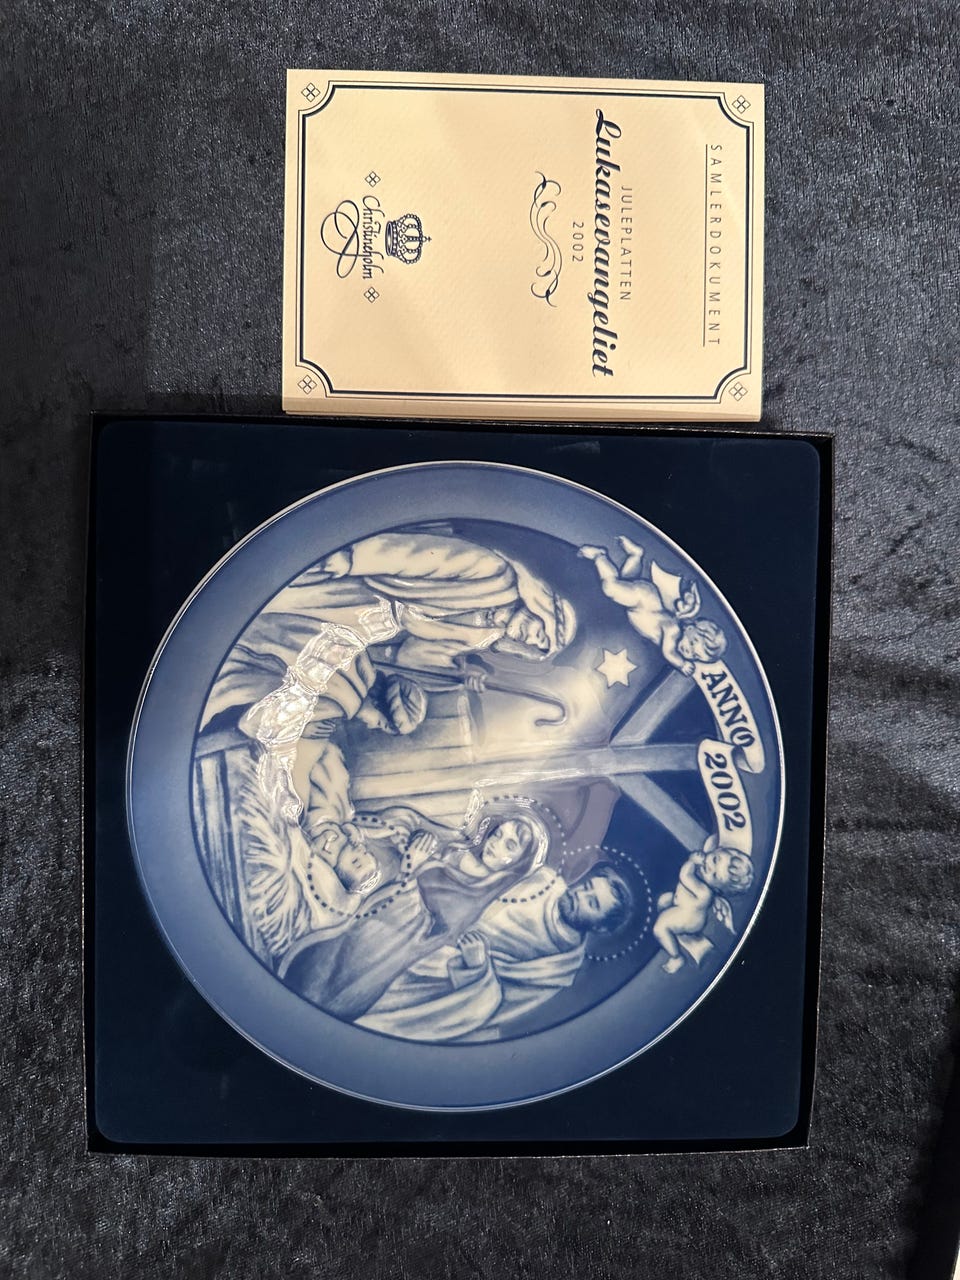 SAMLERDOKUMENT
JULEPLATTEN
Lukasevangeliet
2002
Christineholm
ANNO
2002